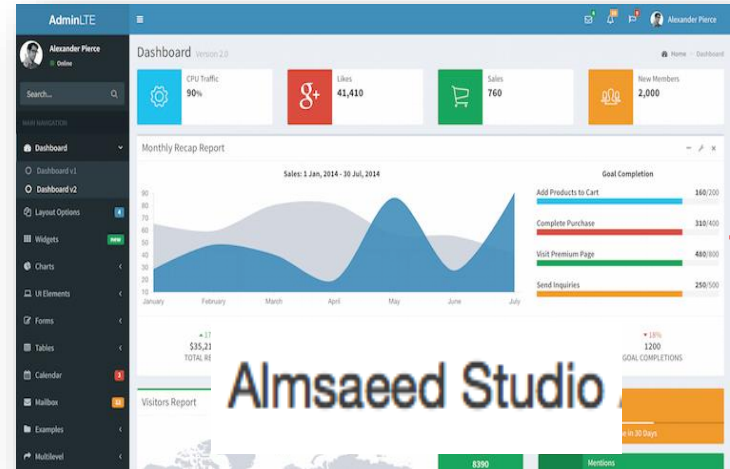 AdminLTE
Alexander Pierce
Alexander Pierce
Online
Search...
MAIN NAVIGATION
Dashboard
Dashboard v1
Dashboard v2
Layout Options 4
Widgets new
Charts
UI Elements
Forms
Tables
Calendar 3
Mailbox 12
Examples
Multilevel
Dashboard Version 2.0
Home Dashboard
CPU Traffic
90%
Likes
41,410
Sales
760
New Members
2,000
Monthly Recap Report
Sales: 1 Jan, 2014 - 30 Jul, 2014
90
80
70
60
50
40
30
20
10
January February March April May June July
Goal Completion
Add Products to Cart 160/200
Complete Purchase 310/400
Visit Premium Page 480/800
Send Inquiries 250/500
18%
1200
GOAL COMPLETIONS
Almsaeed Studio
Visitors Report
in 30 Days
8390
Mentions